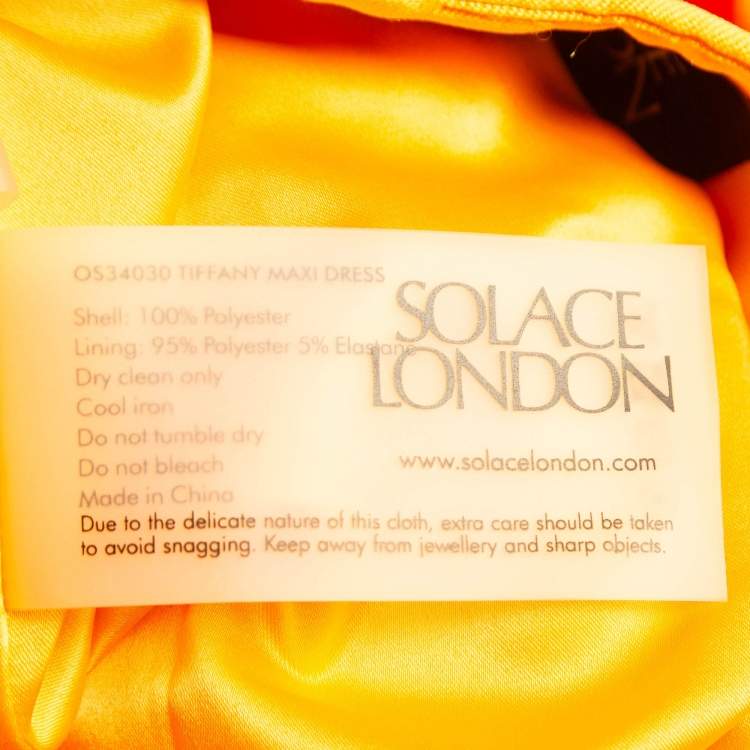 OS34030 TIFFANY MAXI DRESS
Shell: 100% Polyester
Lining: 95% Polyester 5% Elastane
Dry clean only
Cool iron
Do not tumble dry
Do not bleach
Made in China
SOLACE
LONDON
www.solacelondon.com
Due to the delicate nature of this cloth, extra care should be taken
to avoid snagging. Keep away from jewellery and sharp objects.